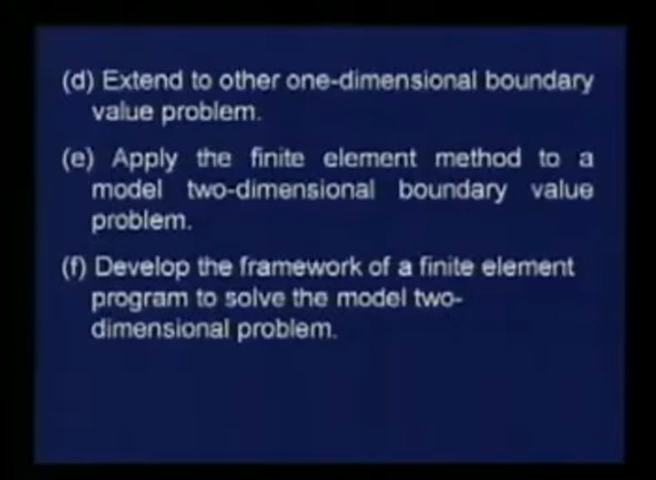 (d) Extend to other one-dimensional boundary
value problem.
(e) Apply the finite element method to a
model two-dimensional boundary value
problem.
(f) Develop the framework of a finite element
program to solve the model two-
dimensional problem.